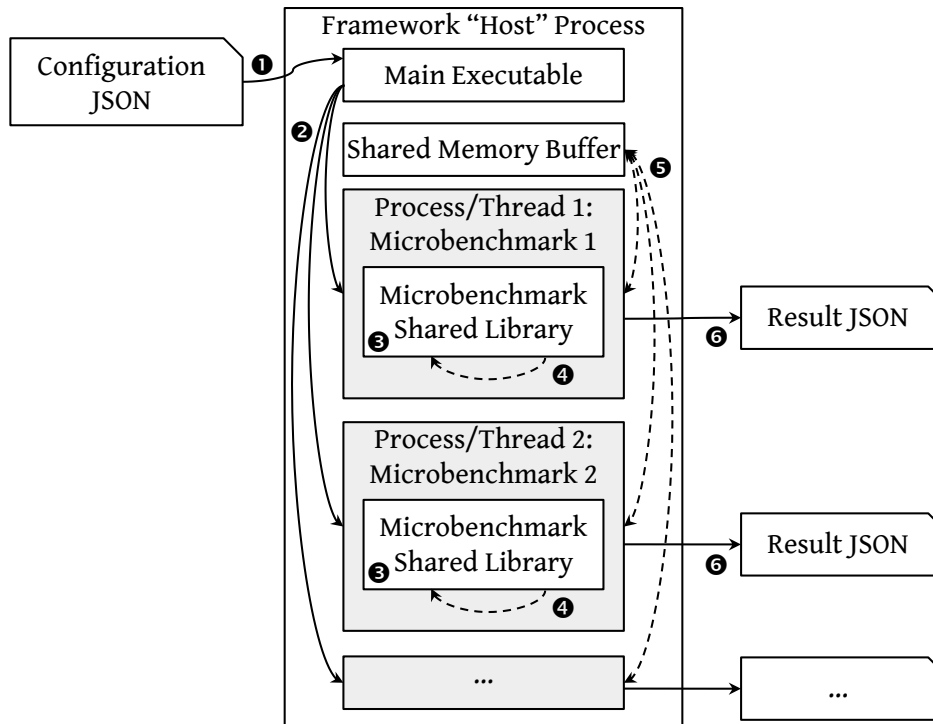 Framework “Host” Process
Configuration
JSON
❶
Main Executable
❷
Shared Memory Buffer
❺
Process/Thread 1:
Microbenchmark 1
Microbenchmark
Shared Library
❸
❹
❻
Result JSON
Process/Thread 2:
Microbenchmark 2
Microbenchmark
Shared Library
❸
❹
❻
Result JSON
...
...